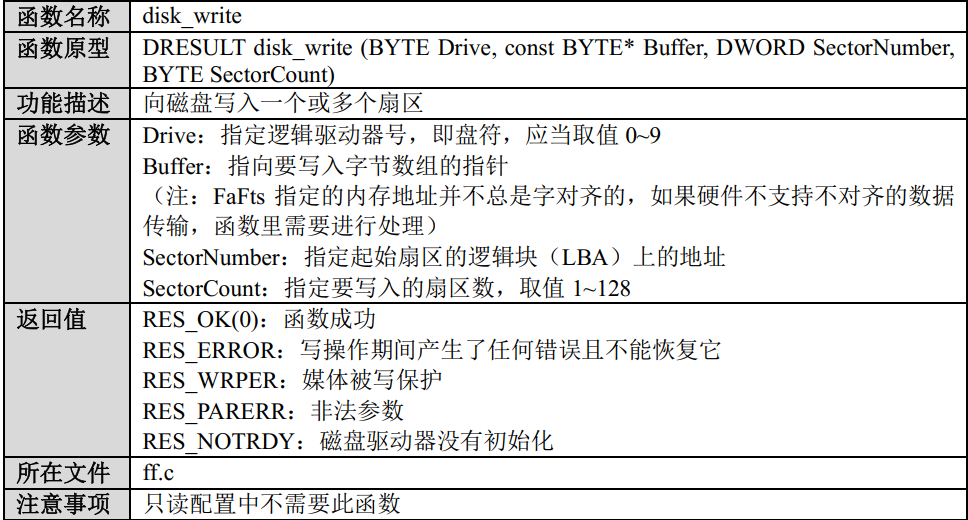 函数名称 disk_write
函数原型 DRESULT disk_write (BYTE Drive, const BYTE* Buffer, DWORD SectorNumber,
BYTE SectorCount)
功能描述 向磁盘写入一个或多个扇区
函数参数 Drive：指定逻辑驱动器号，即盘符，应当取值 0~9
Buffer：指向要写入字节数组的指针
（注：FaFts 指定的内存地址并不总是字对齐的，如果硬件不支持不对齐的数据
传输，函数里需要进行处理）
SectorNumber：指定起始扇区的逻辑块（LBA）上的地址
SectorCount：指定要写入的扇区数，取值 1~128
返回值 RES_OK(0)：函数成功
RES_ERROR：写操作期间产生了任何错误且不能恢复它
RES_WRPER：媒体被写保护
RES_PARERR：非法参数
RES_NOTRDY：磁盘驱动器没有初始化
所在文件 ff.c
注意事项 只读配置中不需要此函数